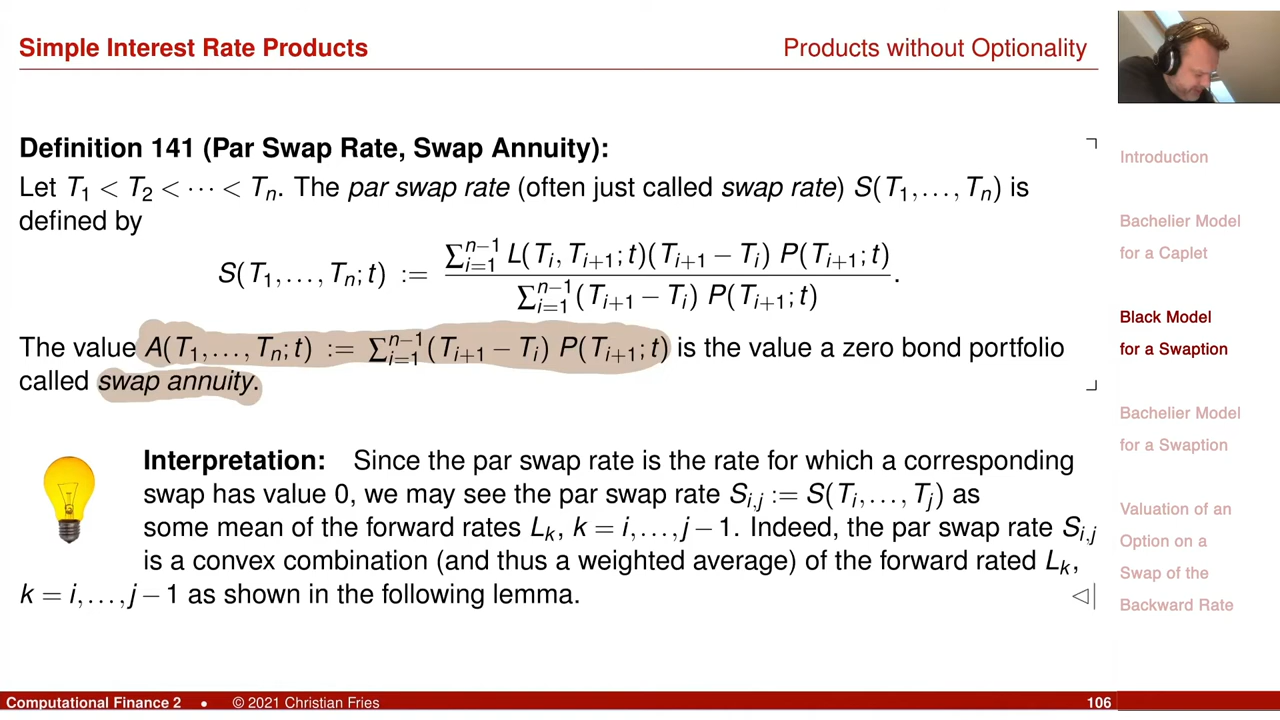 Simple Interest Rate Products
Products without Optionality
Definition 141 (Par Swap Rate, Swap Annuity):
Let T₁ < T₂ < ⋯ < Tₙ. The par swap rate (often just called swap rate) S(T₁,…,Tₙ) is
defined by
S(T₁,…,Tₙ;t) := ∑ᵢ₌₁ⁿ⁻¹ L(Tᵢ,Tᵢ₊₁;t)(Tᵢ₊₁ − Tᵢ) P(Tᵢ₊₁;t) / ∑ᵢ₌₁ⁿ⁻¹(Tᵢ₊₁ − Tᵢ) P(Tᵢ₊₁;t).
The value A(T₁,…,Tₙ;t) := ∑ᵢ₌₁ⁿ⁻¹(Tᵢ₊₁ − Tᵢ) P(Tᵢ₊₁;t) is the value a zero bond portfolio
called swap annuity.
Interpretation: Since the par swap rate is the rate for which a corresponding
swap has value 0, we may see the par swap rate Sᵢ,ⱼ := S(Tᵢ,…,Tⱼ) as
some mean of the forward rates Lₖ, k = i,…,j − 1. Indeed, the par swap rate Sᵢ,ⱼ
is a convex combination (and thus a weighted average) of the forward rated Lₖ,
k = i,…,j − 1 as shown in the following lemma.
Introduction
Bachelier Model
for a Caplet
Black Model
for a Swaption
Bachelier Model
for a Swaption
Valuation of an
Option on a
Swap of the
Backward Rate
Computational Finance 2 • © 2021 Christian Fries
106